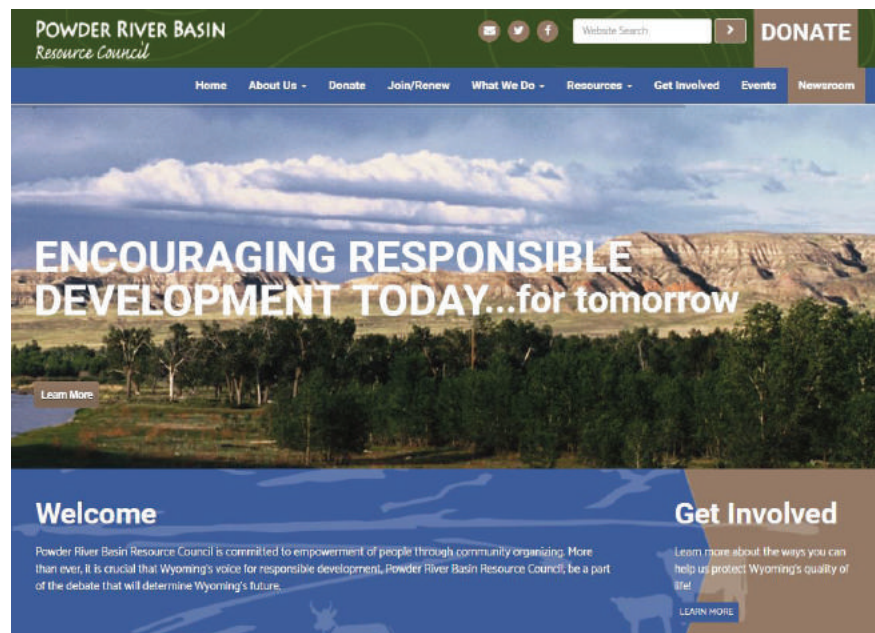 POWDER RIVER BASIN
Resource Council
Website Search
DONATE
Home About Us Donate Join/Renew What We Do Resources Get Involved Events Newsroom
ENCOURAGING RESPONSIBLE
DEVELOPMENT TODAY...for tomorrow
Learn More
Welcome
Powder River Basin Resource Council is committed to empowerment of people through community organizing. More
than ever, it is crucial that Wyoming's voice for responsible development, Powder River Basin Resource Council, be a part
of the debate that will determine Wyoming's future.
Get Involved
Learn more about the ways you can
help us protect Wyoming's quality of
life!
LEARN MORE